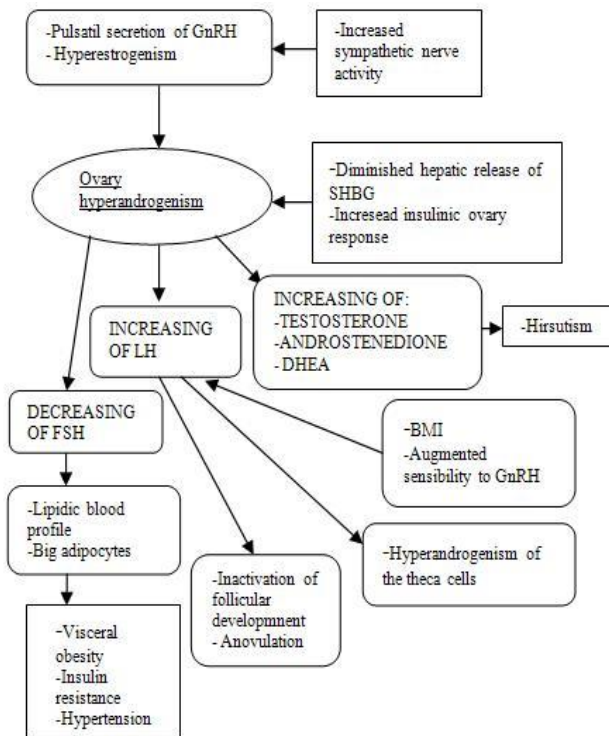 -Pulsatil secretion of GnRH
- Hyperestrogenism
-Increased
sympathetic nerve
activity
Ovary
hyperandrogenism
-Diminished hepatic release of
SHBG
-Incresead insulinic ovary
response
INCREASING OF:
-TESTOSTERONE
-ANDROSTENEDIONE
- DHEA
-Hirsutism
INCREASING
OF LH
DECREASING
OF FSH
-BMI
-Augmented
sensibility to GnRH
-Lipidic blood
profile
-Big adipocytes
-Hyperandrogenism of
the theca cells
-Inactivation of
follicular
developmnent
- Anovulation
-Visceral
obesity
-Insulin
resistance
-Hypertension